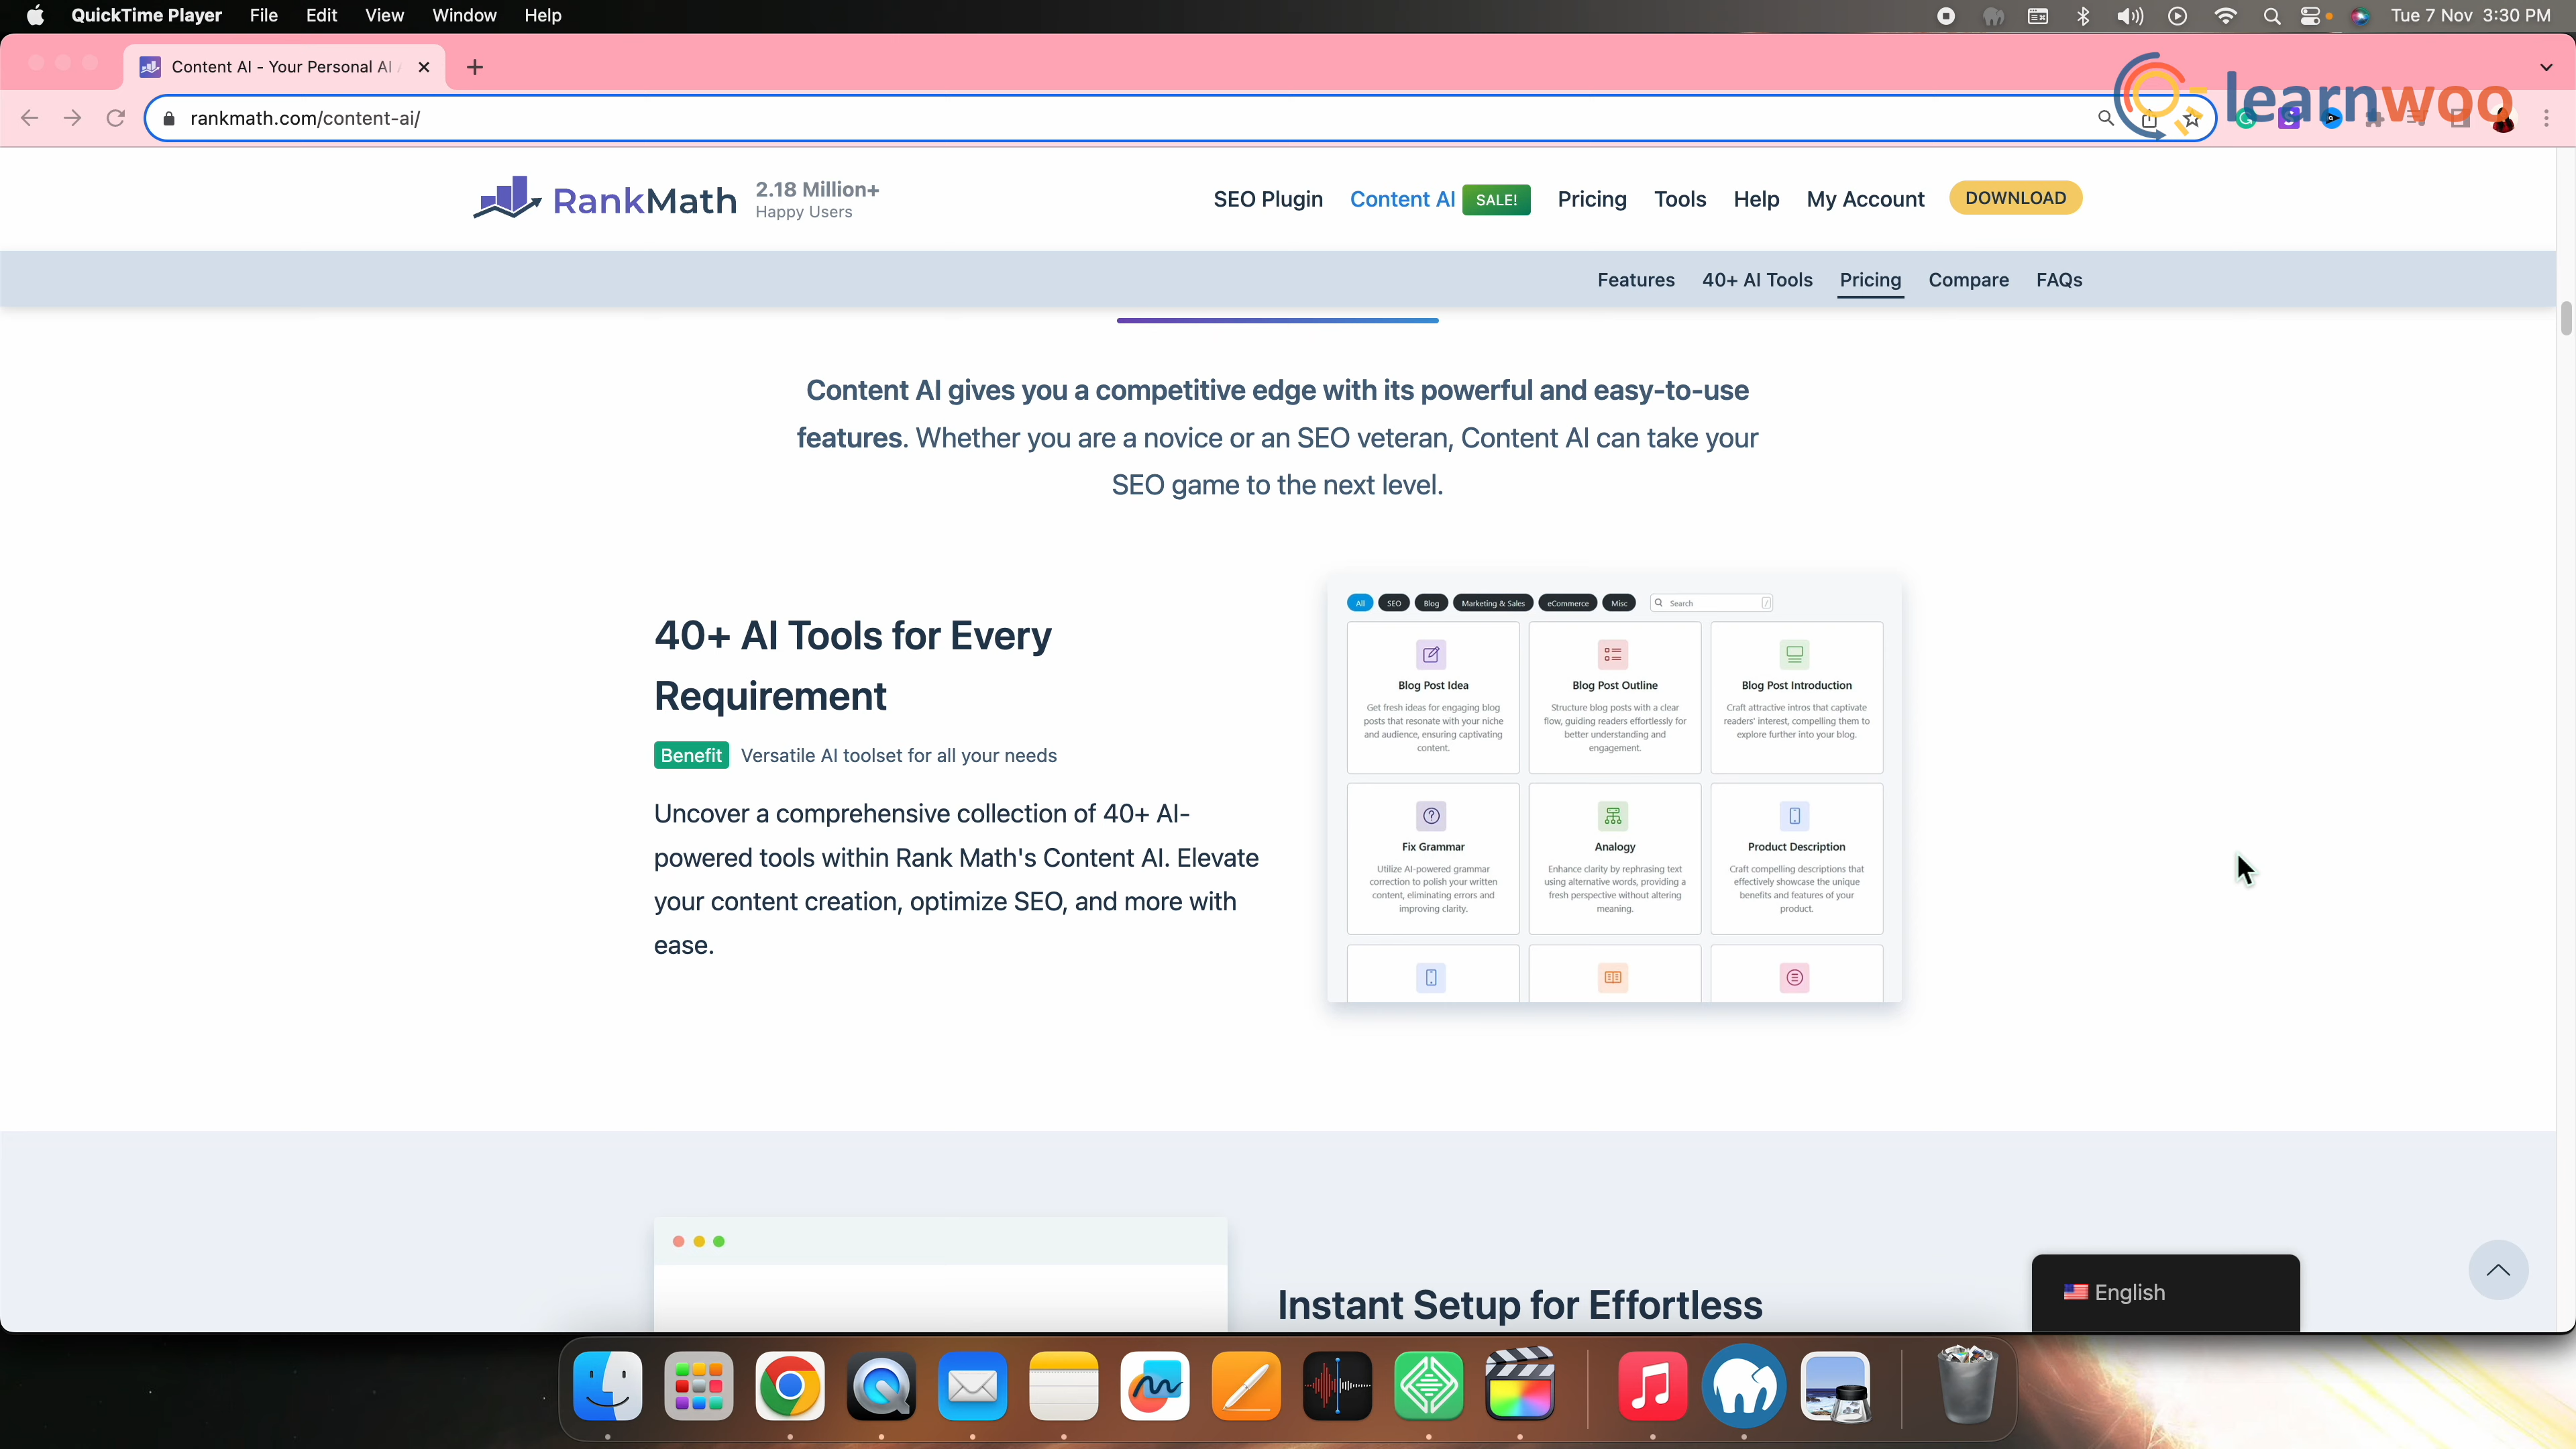 QuickTime Player File Edit View Window Help
Tue 7 Nov 3:30 PM
Content AI - Your Personal AI
learnwoo
rankmath.com/content-ai/
RankMath
2.18 Million+
Happy Users
SEO Plugin Content AI SALE! Pricing Tools Help My Account DOWNLOAD
Features 40+ AI Tools Pricing Compare FAQs
Content AI gives you a competitive edge with its powerful and easy-to-use
features. Whether you are a novice or an SEO veteran, Content AI can take your
SEO game to the next level.
40+ AI Tools for Every
Requirement
Benefit Versatile AI toolset for all your needs
Uncover a comprehensive collection of 40+ AI-
powered tools within Rank Math's Content AI. Elevate
your content creation, optimize SEO, and more with
ease.
All SEO Blog Marketing & Sales eCommerce Misc Search /
Blog Post Idea
Get fresh ideas for engaging blog
posts that resonate with your niche
and audience, ensuring captivating
content.
Blog Post Outline
Structure blog posts with a clear
flow, guiding readers effortlessly for
better understanding and
engagement.
Blog Post Introduction
Craft attractive intros that captivate
readers' interest, compelling them to
explore further into your blog.
Fix Grammar
Utilize AI-powered grammar
correction to polish your written
content, eliminating errors and
improving clarity.
Analogy
Enhance clarity by rephrasing text
using alternative words, providing a
fresh perspective without altering
meaning.
Product Description
Craft compelling descriptions that
effectively showcase the unique
benefits and features of your
product.
Instant Setup for Effortless
English